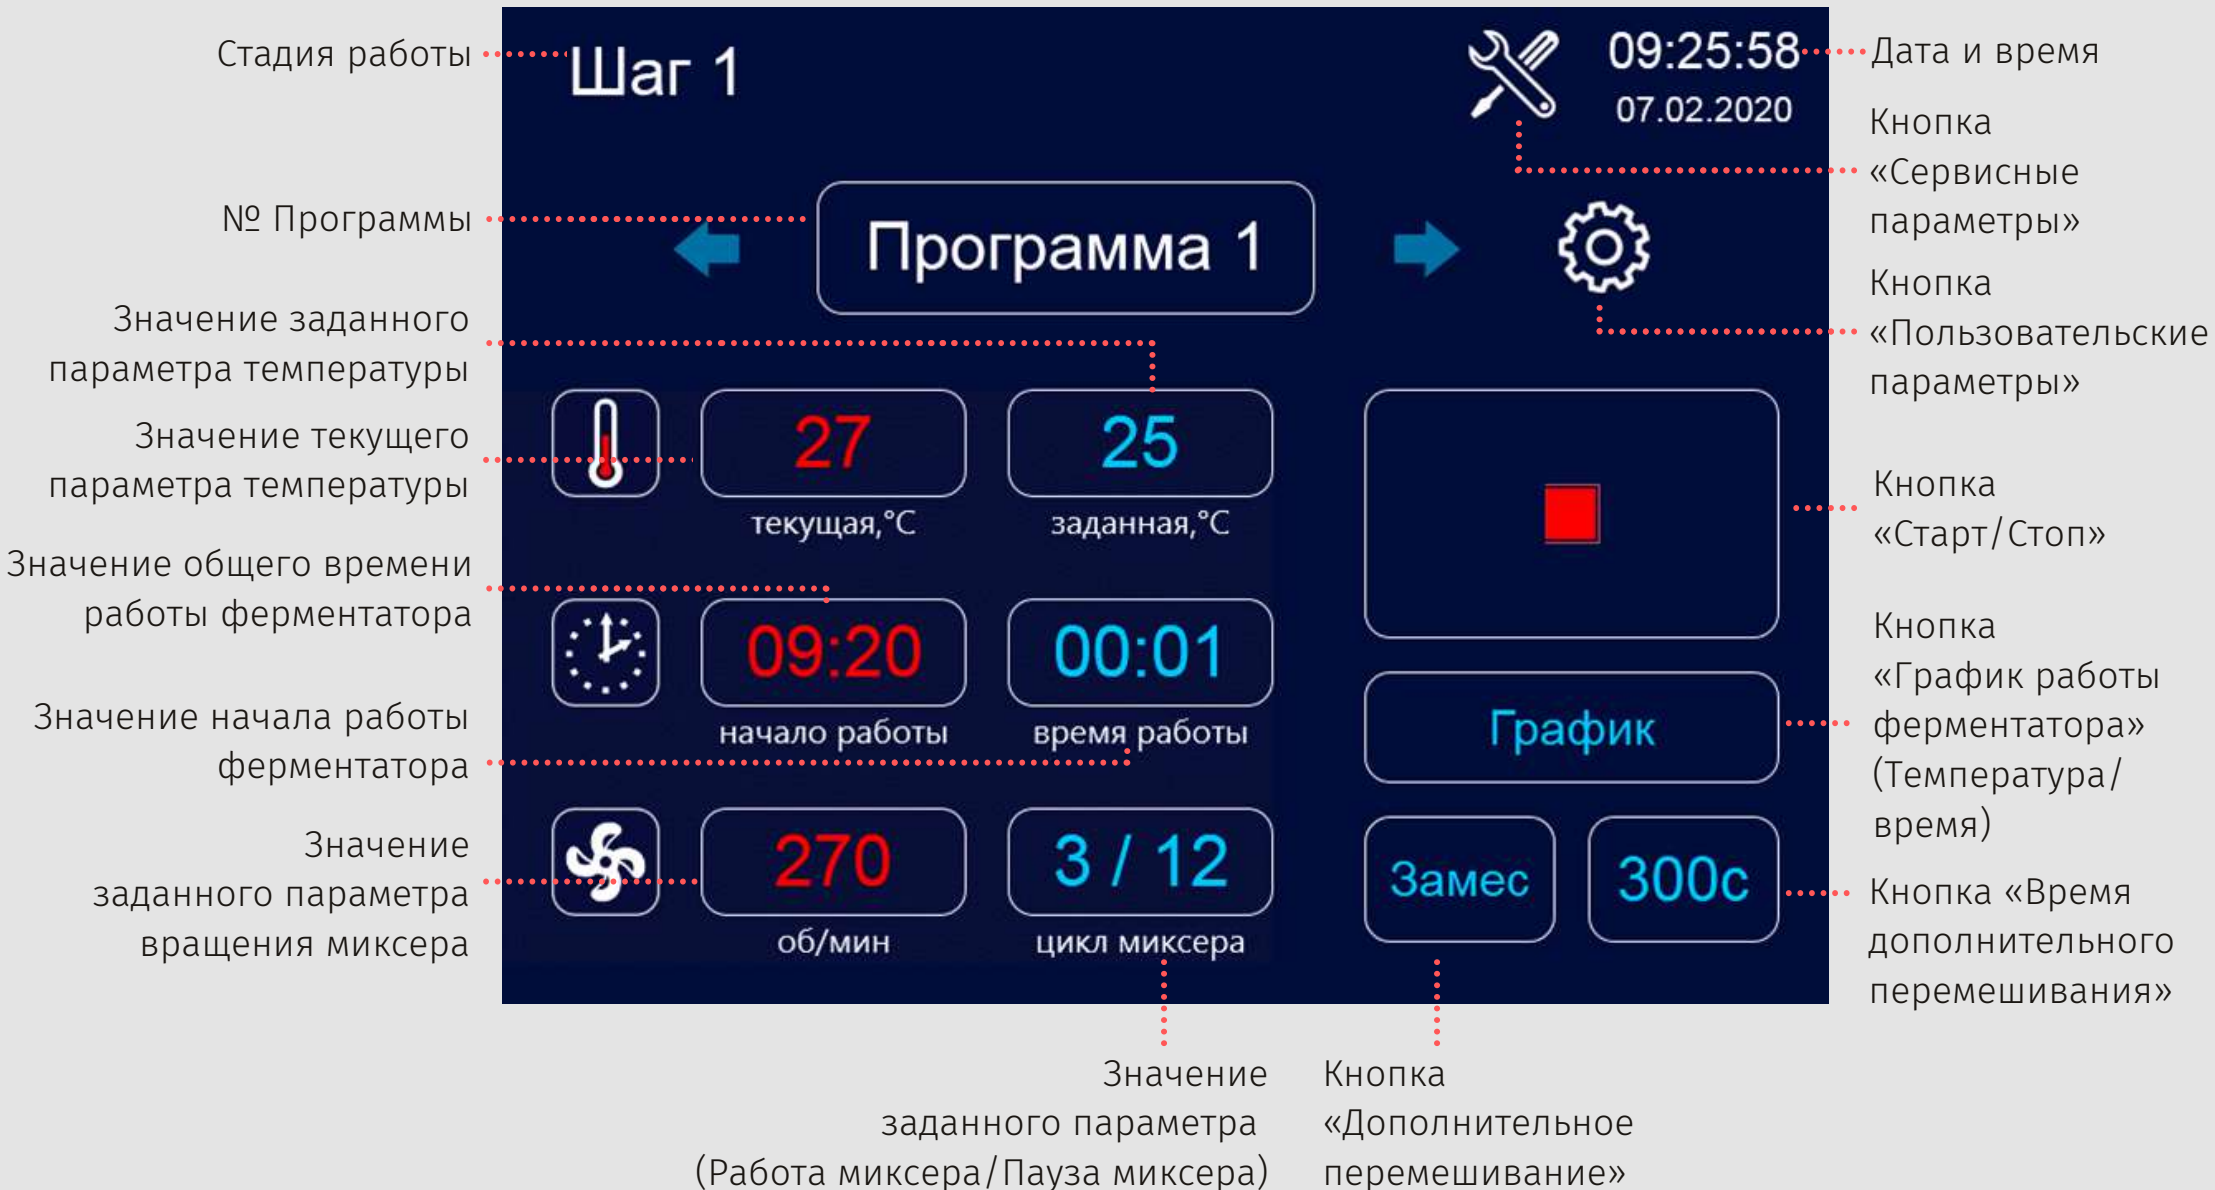 Стадия работы
Шаг 1
09:25:58
07.02.2020
Дата и время
Кнопка
«Сервисные
параметры»
№ Программы
Программа 1
Кнопка
«Пользовательские
параметры»
Значение заданного
параметра температуры
Значение текущего
параметра температуры
27
текущая,°C
25
заданная,°C
Кнопка
«Старт/Стоп»
Значение общего времени
работы ферментатора
09:20
начало работы
00:01
время работы
Значение начала работы
ферментатора
График
Кнопка
«График работы
ферментатора»
(Температура/
время)
Значение
заданного параметра
вращения миксера
270
об/мин
3 / 12
цикл миксера
Замес
300с
Кнопка «Время
дополнительного
перемешивания»
Значение
заданного параметра
(Работа миксера/Пауза миксера)
Кнопка
«Дополнительное
перемешивание»